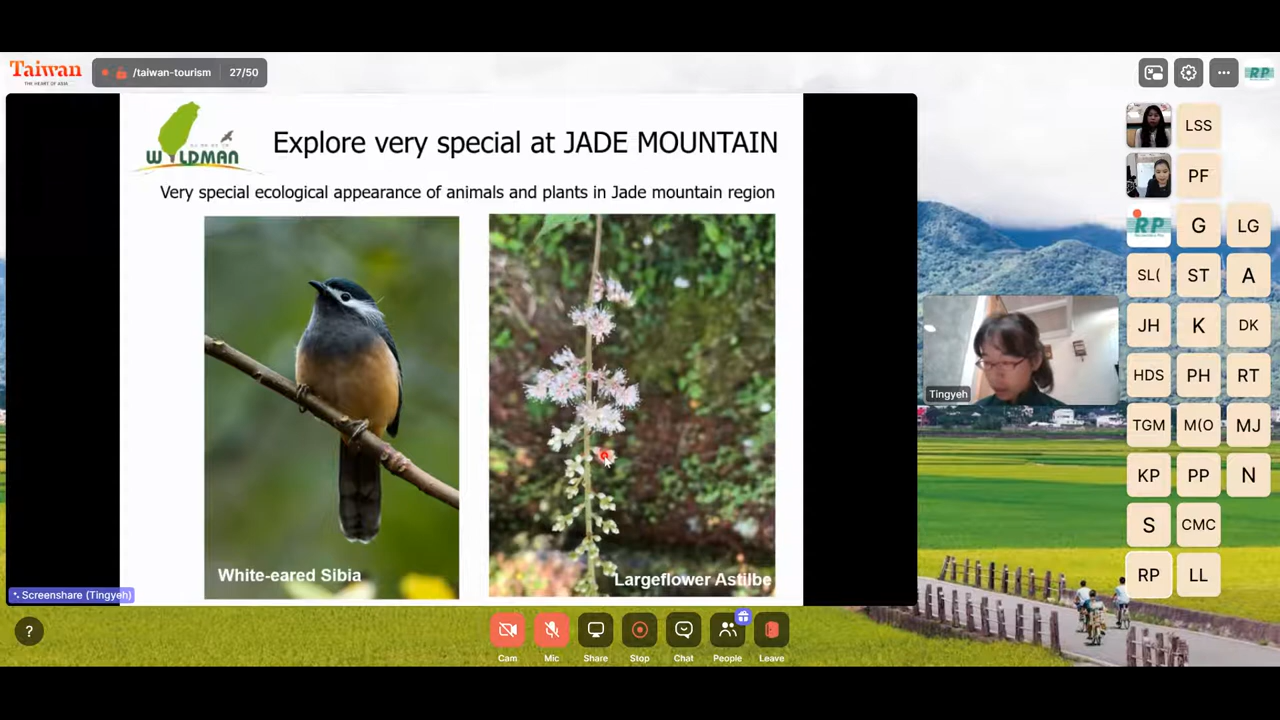 Taiwan
THE HEART OF ASIA
/taiwan-tourism
27/50
RP
WILDMAN
Explore very special at JADE MOUNTAIN
Very special ecological appearance of animals and plants in Jade mountain region
White-eared Sibia
Largeflower Astilbe
Screenshare (Tingyeh)
Tingyeh
LSS
PF
RP
G
LG
SL(
ST
A
JH
K
DK
HDS
PH
RT
TGM
M(O
MJ
KP
PP
N
S
CMC
RP
LL
?
Cam
Mic
Share
Stop
Chat
People
Leave